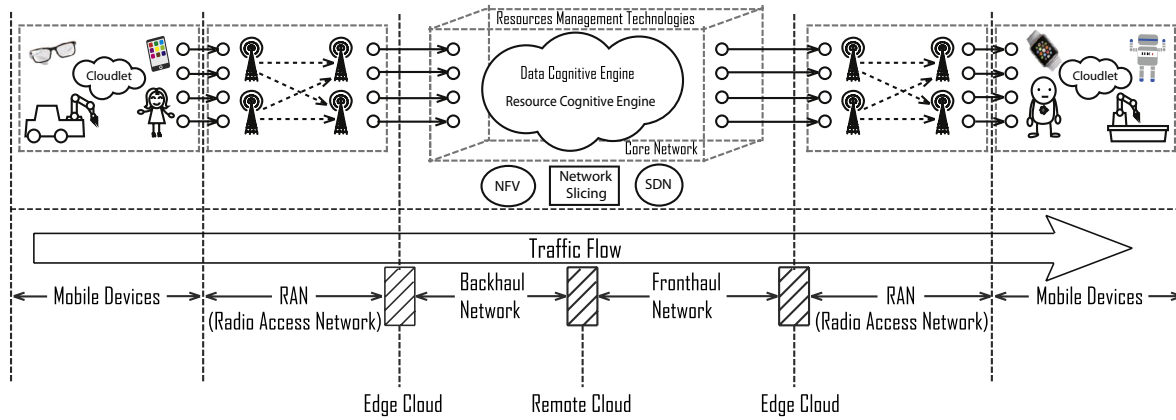 Resources Management Technologies
Cloudlet
Data Cognitive Engine
Resource Cognitive Engine
Cloudlet
Core Network
NFV
Network
Slicing
SDN
Traffic Flow
Mobile Devices
RAN
(Radio Access Network)
Backhaul
Network
Fronthaul
Network
RAN
(Radio Access Network)
Mobile Devices
Edge Cloud
Remote Cloud
Edge Cloud